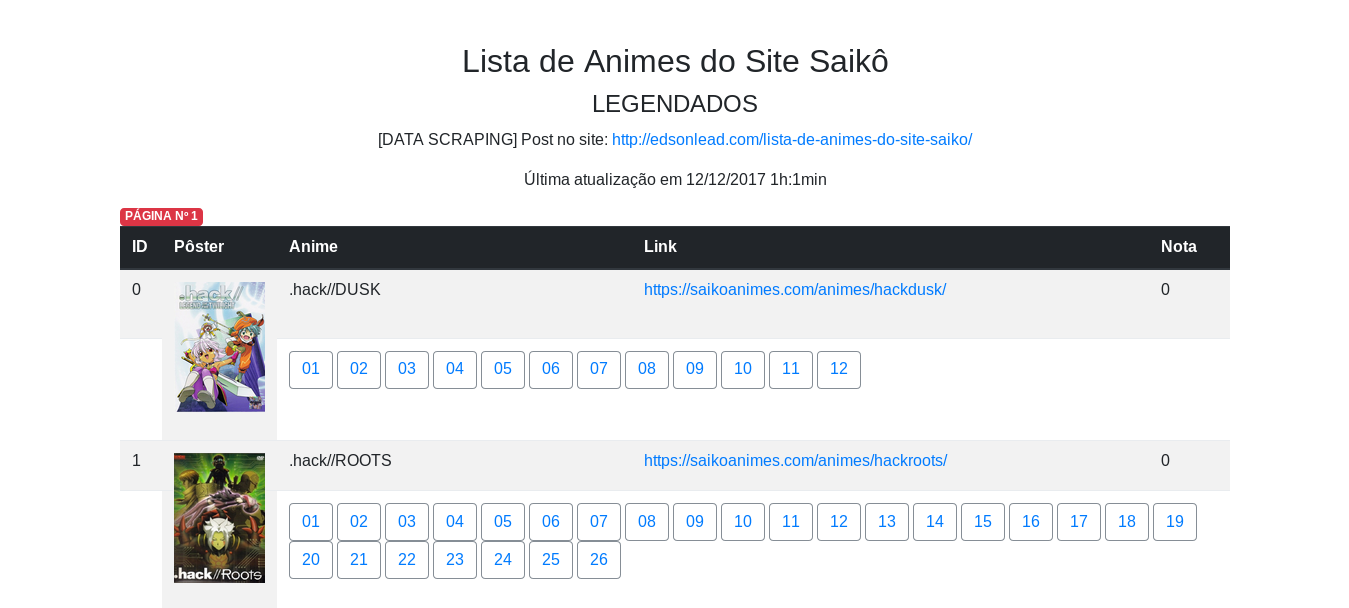 Lista de Animes do Site Saikô
LEGENDADOS
[DATA SCRAPING] Post no site: http://edsonlead.com/lista-de-animes-do-site-saiko/
Última atualização em 12/12/2017 1h:1min
PÁGINA Nº 1
ID Pôster Anime Link Nota
0 .hack//DUSK https://saikoanimes.com/animes/hackdusk/ 0
.hack//
LEGEND OF THE TWILIGHT
01 02 03 04 05 06 07 08 09 10 11 12
1 .hack//ROOTS https://saikoanimes.com/animes/hackroots/ 0
01 02 03 04 05 06 07 08 09 10 11 12 13 14 15 16 17 18 19
20 21 22 23 24 25 26
.hack//Roots